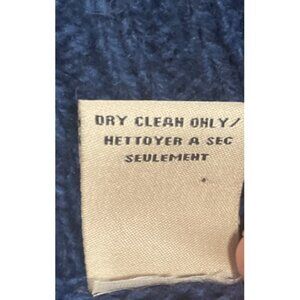 DRY CLEAN ONLY/
NETTOYER A SEC
SEULEMENT